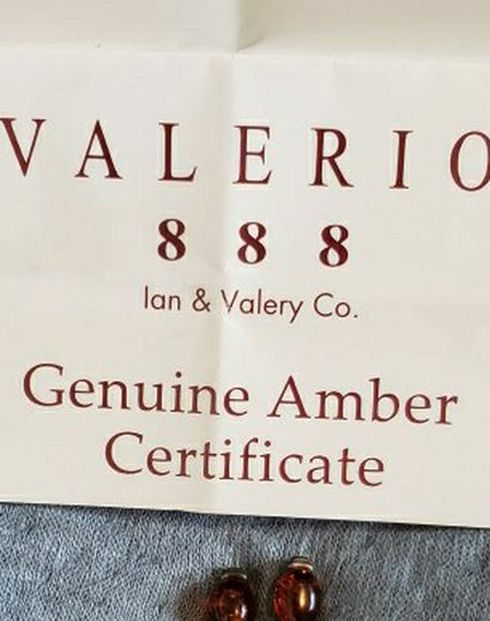 VALERIO
888
Ian & Valery Co.
Genuine Amber
Certificate